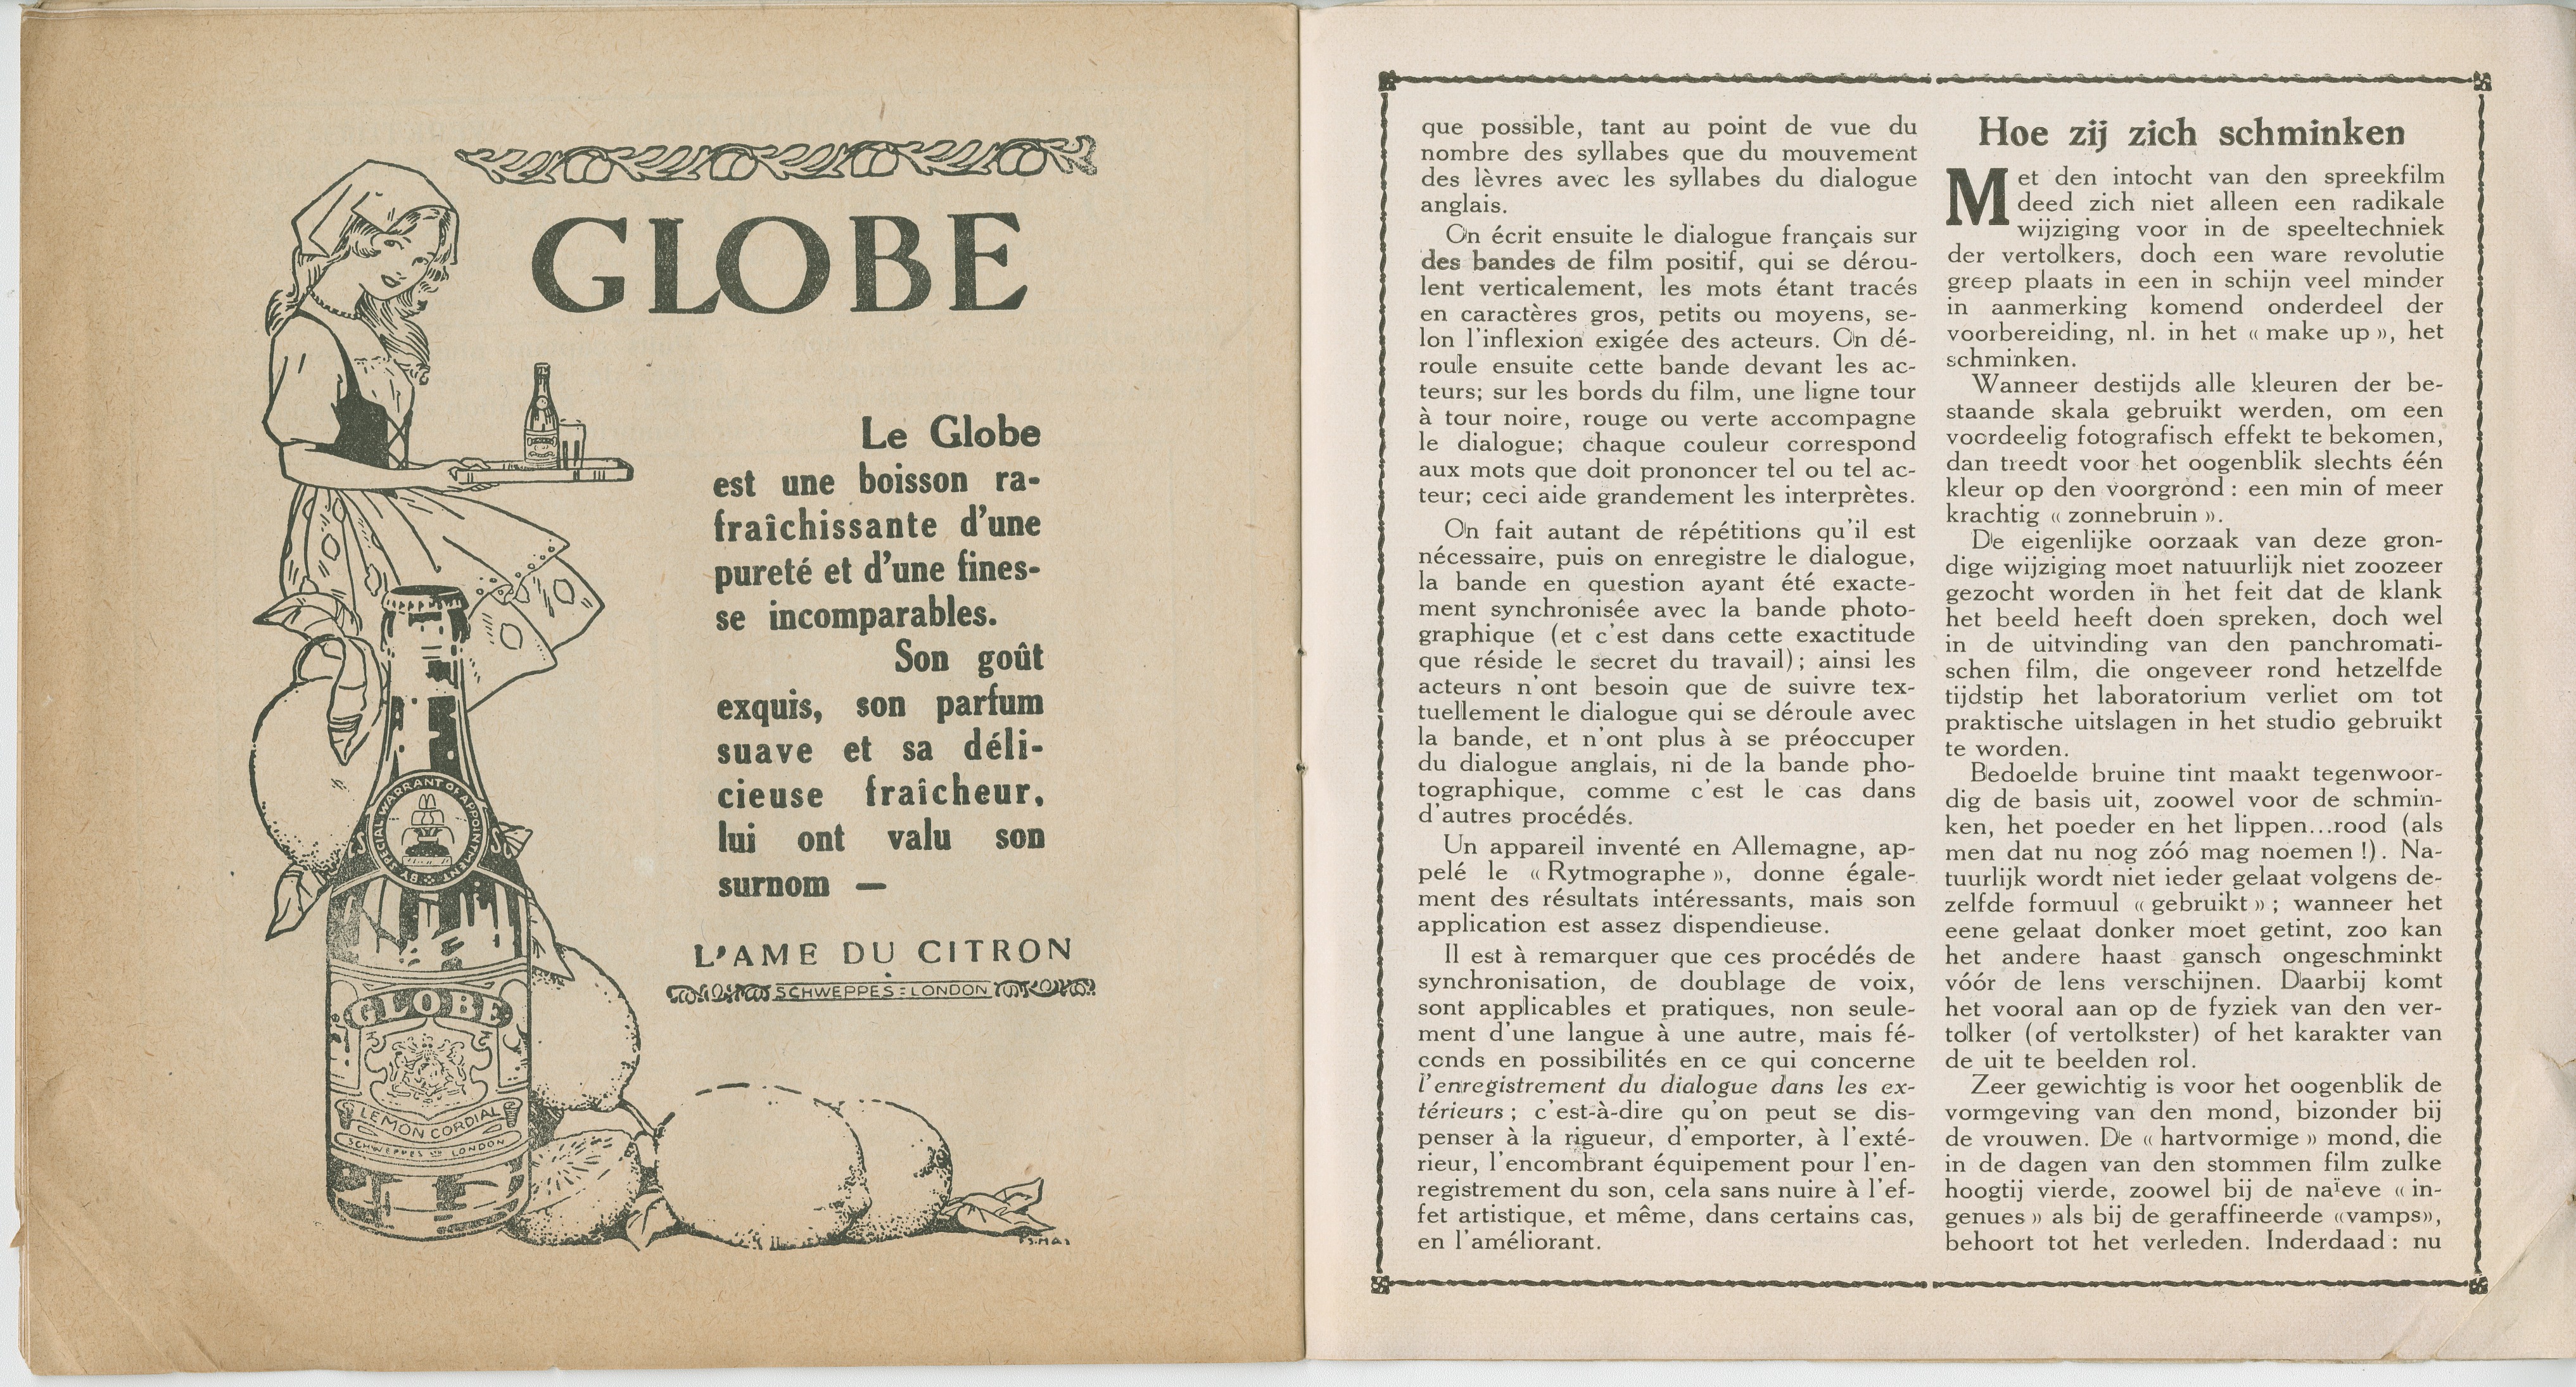 GLOBE
Le Globe
est une boisson ra-
fraîchissante d'une
pureté et d'une fines-
se incomparables.
Son goût
exquis, son parfum
suave et sa déli-
cieuse fraîcheur,
lui ont valu son
surnom —
L'AME DU CITRON
SCHWEPPES : LONDON
BY SPECIAL WARRANT OF APPOINTMENT
GLOBE
LEMON CORDIAL
SCHWEPPES LTD LONDON
que possible, tant au point de vue du
nombre des syllabes que du mouvement
des lèvres avec les syllabes du dialogue
anglais.
On écrit ensuite le dialogue français sur
des bandes de film positif, qui se dérou-
lent verticalement, les mots étant tracés
en caractères gros, petits ou moyens, se-
lon l'inflexion exigée des acteurs. On dé-
roule ensuite cette bande devant les ac-
teurs; sur les bords du film, une ligne tour
à tour noire, rouge ou verte accompagne
le dialogue; chaque couleur correspond
aux mots que doit prononcer tel ou tel ac-
teur; ceci aide grandement les interprètes.
On fait autant de répétitions qu'il est
nécessaire, puis on enregistre le dialogue,
la bande en question ayant été exacte-
ment synchronisée avec la bande photo-
graphique (et c'est dans cette exactitude
que réside le secret du travail); ainsi les
acteurs n'ont besoin que de suivre tex-
tuellement le dialogue qui se déroule avec
la bande, et n'ont plus à se préoccuper
du dialogue anglais, ni de la bande pho-
tographique, comme c'est le cas dans
d'autres procédés.
Un appareil inventé en Allemagne, ap-
pelé le « Rytmographe », donne égale-
ment des résultats intéressants, mais son
application est assez dispendieuse.
Il est à remarquer que ces procédés de
synchronisation, de doublage de voix,
sont applicables et pratiques, non seule-
ment d'une langue à une autre, mais fé-
conds en possibilités en ce qui concerne
l'enregistrement du dialogue dans les ex-
térieurs; c'est-à-dire qu'on peut se dis-
penser à la rigueur, d'emporter, à l'exté-
rieur, l'encombrant équipement pour l'en-
registrement du son, cela sans nuire à l'ef-
fet artistique, et même, dans certains cas,
en l'améliorant.
Hoe zij zich schminken
Met den intocht van den spreekfilm
deed zich niet alleen een radikale
wijziging voor in de speeltechniek
der vertolkers, doch een ware revolutie
greep plaats in een in schijn veel minder
in aanmerking komend onderdeel der
voorbereiding, nl. in het « make up », het
schminken.
Wanneer destijds alle kleuren der be-
staande skala gebruikt werden, om een
voordeelig fotografisch effekt te bekomen,
dan treedt voor het oogenblik slechts één
kleur op den voorgrond : een min of meer
krachtig « zonnebruin ».
De eigenlijke oorzaak van deze gron-
dige wijziging moet natuurlijk niet zoozeer
gezocht worden in het feit dat de klank
het beeld heeft doen spreken, doch wel
in de uitvinding van den panchromati-
schen film, die ongeveer rond hetzelfde
tijdstip het laboratorium verliet om tot
praktische uitslagen in het studio gebruikt
te worden.
Bedoelde bruine tint maakt tegenwoor-
dig de basis uit, zoowel voor de schmin-
ken, het poeder en het lippen...rood (als
men dat nu nog zóó mag noemen !). Na-
tuurlijk wordt niet ieder gelaat volgens de-
zelfde formuul « gebruikt »; wanneer het
eene gelaat donker moet getint, zoo kan
het andere haast gansch ongeschminkt
vóór de lens verschijnen. Daarbij komt
het vooral aan op de fyziek van den ver-
tolker (of vertolkster) of het karakter van
de uit te beelden rol.
Zeer gewichtig is voor het oogenblik de
vormgeving van den mond, bizonder bij
de vrouwen. De « hartvormige » mond, die
in de dagen van den stommen film zulke
hoogtij vierde, zoowel bij de naïeve « in-
genues » als bij de geraffineerde «vamps»,
behoort tot het verleden. Inderdaad : nu